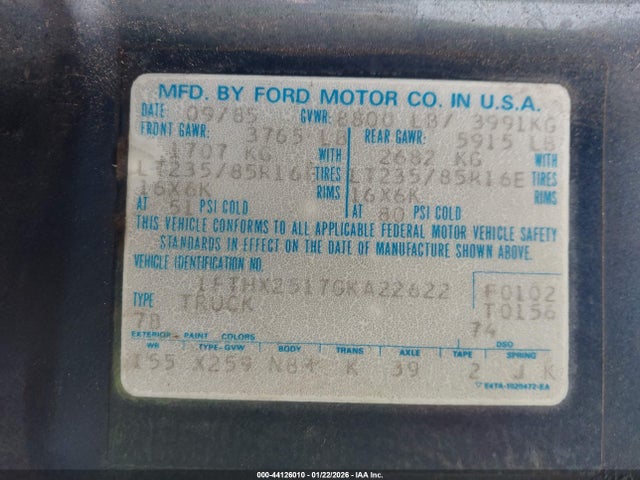 MFD. BY FORD MOTOR CO. IN U.S.A.
DATE: 09/85 GVWR: 8800 LB/ 3991KG
FRONT GAWR: 3765 LB REAR GAWR: 5915 LB
1707 KG WITH 2682 KG WITH
LT235/85R16E TIRES LT235/85R16E TIRES
16X6K RIMS 16X6K RIMS
AT 51 PSI COLD AT 80 PSI COLD
THIS VEHICLE CONFORMS TO ALL APPLICABLE FEDERAL MOTOR VEHICLE SAFETY
STANDARDS IN EFFECT ON THE DATE OF MANUFACTURE SHOWN ABOVE.
VEHICLE IDENTIFICATION NO.
1FTHX2517GKA22622 F0102
TYPE TRUCK T0156
7B 74
EXTERIOR PAINT COLORS DSO
WB TYPE-GVW BODY TRANS AXLE TAPE SPRING
155 X259 N8+ K 39 2 J K
E4TA-1520472-EA
000-44126010 - 01/22/2026 - IAA Inc.